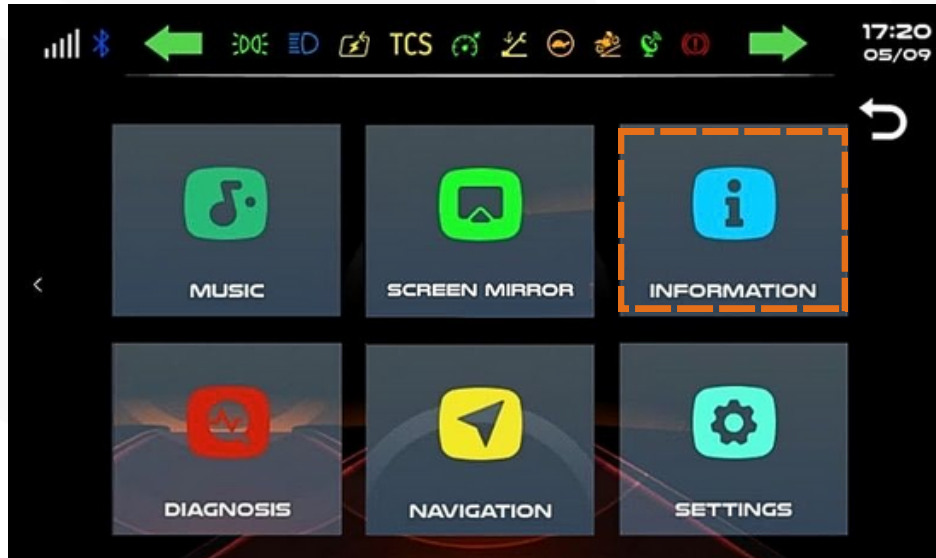 TCS
17:20
05/09
MUSIC
SCREEN MIRROR
INFORMATION
DIAGNOSIS
NAVIGATION
SETTINGS